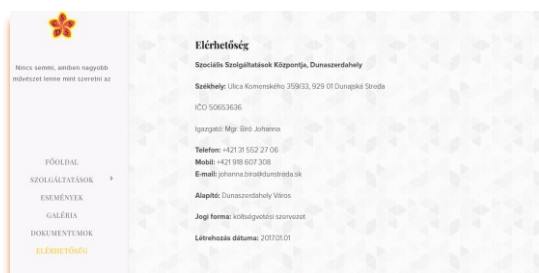 Nincs semmi, amiben nagyobb
művészet lenne mint szeretni az
FŐOLDAL
SZOLGÁLTATÁSOK
ESEMÉNYEK
GALÉRIA
DOKUMENTUMOK
ELÉRHETŐSÉG
Elérhetőség
Szociális Szolgáltatások Központja, Dunaszerdahely
Székhely: Ulica Komenského 359/33, 929 01 Dunajská Streda
IČO 50653636
Igazgató: Mgr. Bíró Johanna
Telefon: +421 31 552 27 06
Mobil: +421 918 607 308
E-mail: johanna.biro@dunstreda.sk
Alapító: Dunaszerdahely Város
Jogi forma: költségvetési szervezet
Létrehozás dátuma: 2017.01.01